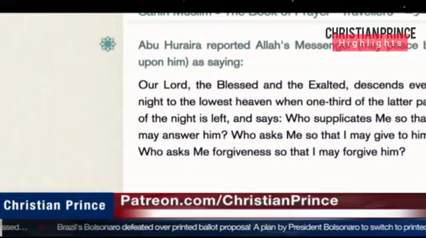 Sahih Muslim - The Book of Prayer - Travellers
CHRISTIANPRINCE
Highlights
Abu Huraira reported Allah's Messenger
upon him) as saying:
Our Lord, the Blessed and the Exalted, descends eve
night to the lowest heaven when one-third of the latter pa
of the night is left, and says: Who supplicates Me so tha
may answer him? Who asks Me so that I may give to him
Who asks Me forgiveness so that I may forgive him?
Christian Prince
Patreon.com/ChristianPrince
ssed...
Brazil's Bolsonaro defeated over printed ballot proposal A plan by President Bolsonaro to switch to printed